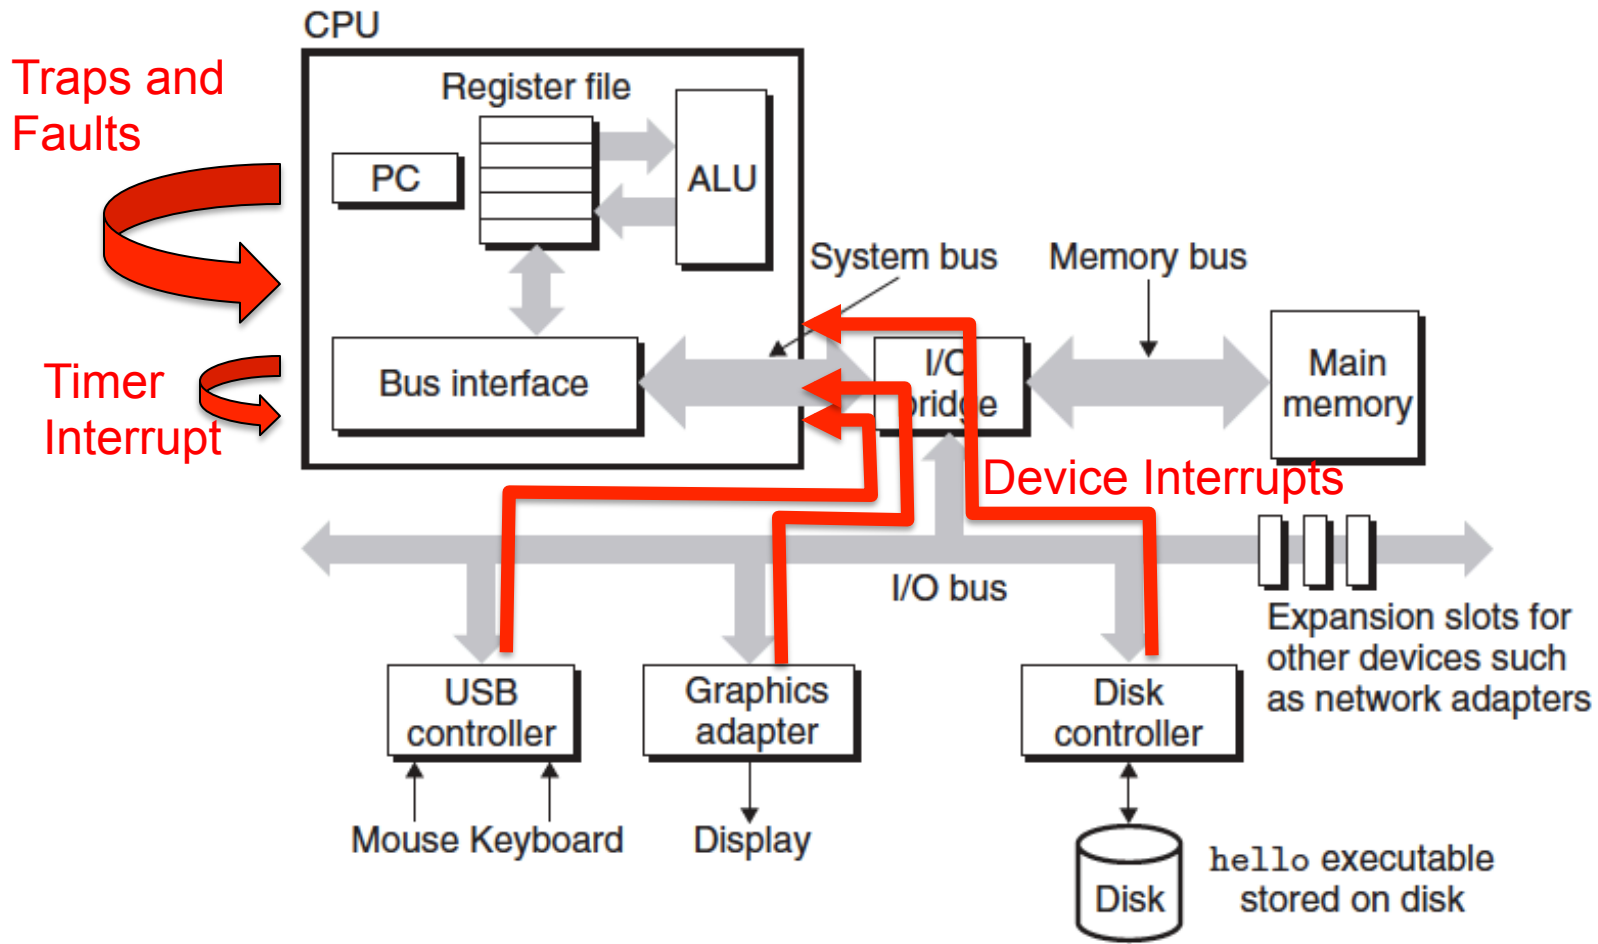 CPU
Traps and
Faults
Register file
PC
ALU
System bus
Memory bus
Timer
Interrupt
Bus interface
I/O
bridge
Main
memory
Device Interrupts
I/O bus
Expansion slots for
other devices such
as network adapters
USB
controller
Graphics
adapter
Disk
controller
Mouse Keyboard
Display
Disk
hello executable
stored on disk